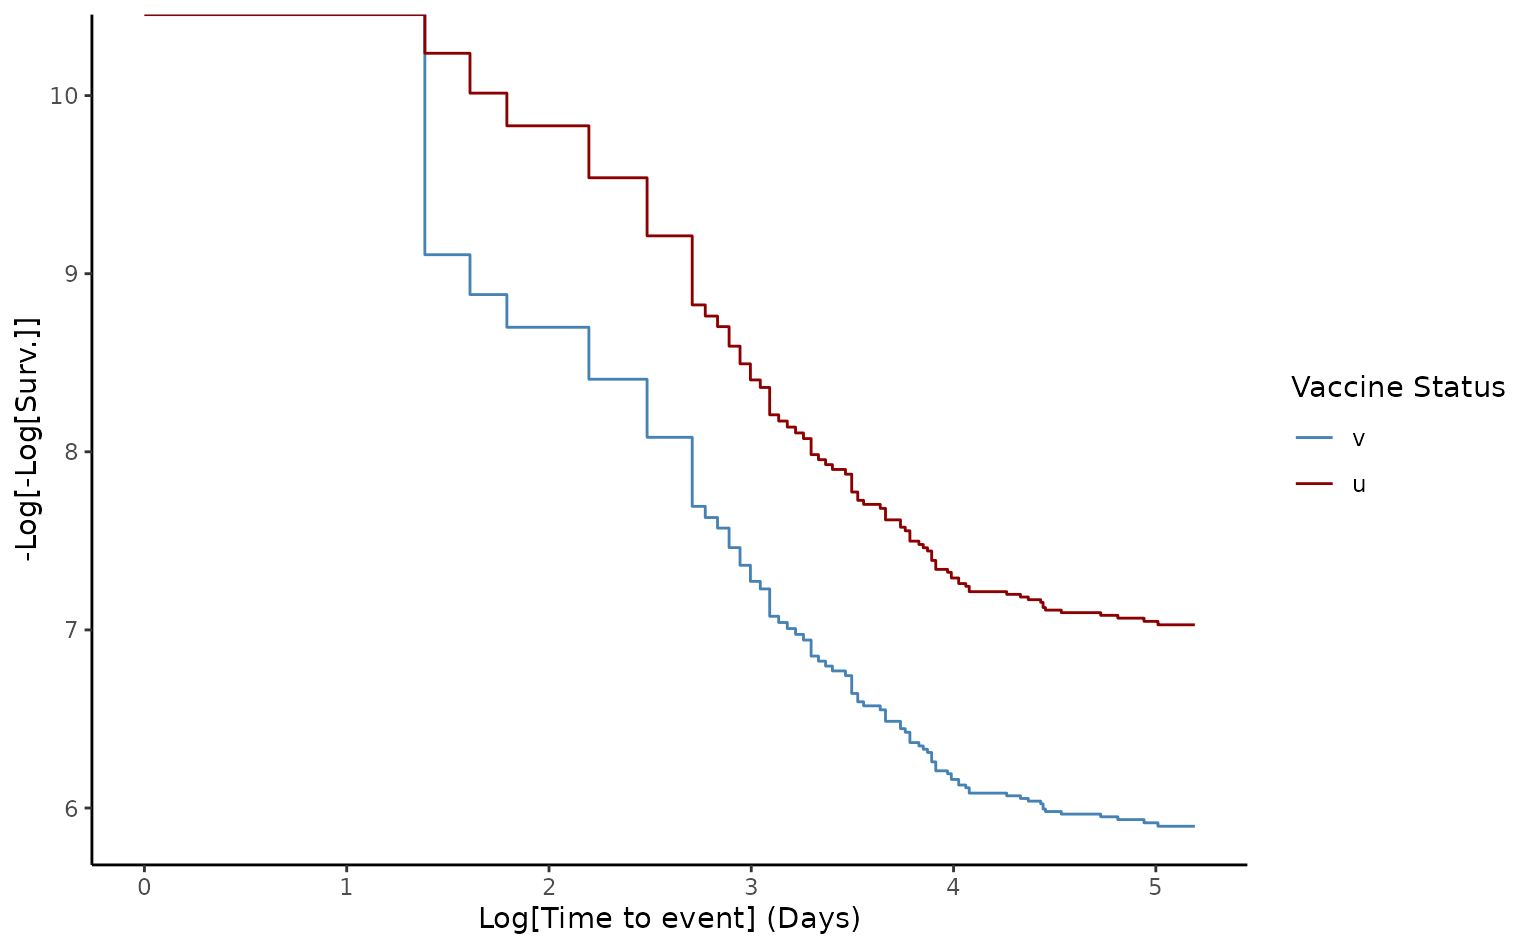 10
9
8
7
6
-Log[-Log[Surv.]]
0 1 2 3 4 5
Log[Time to event] (Days)
Vaccine Status
v
u